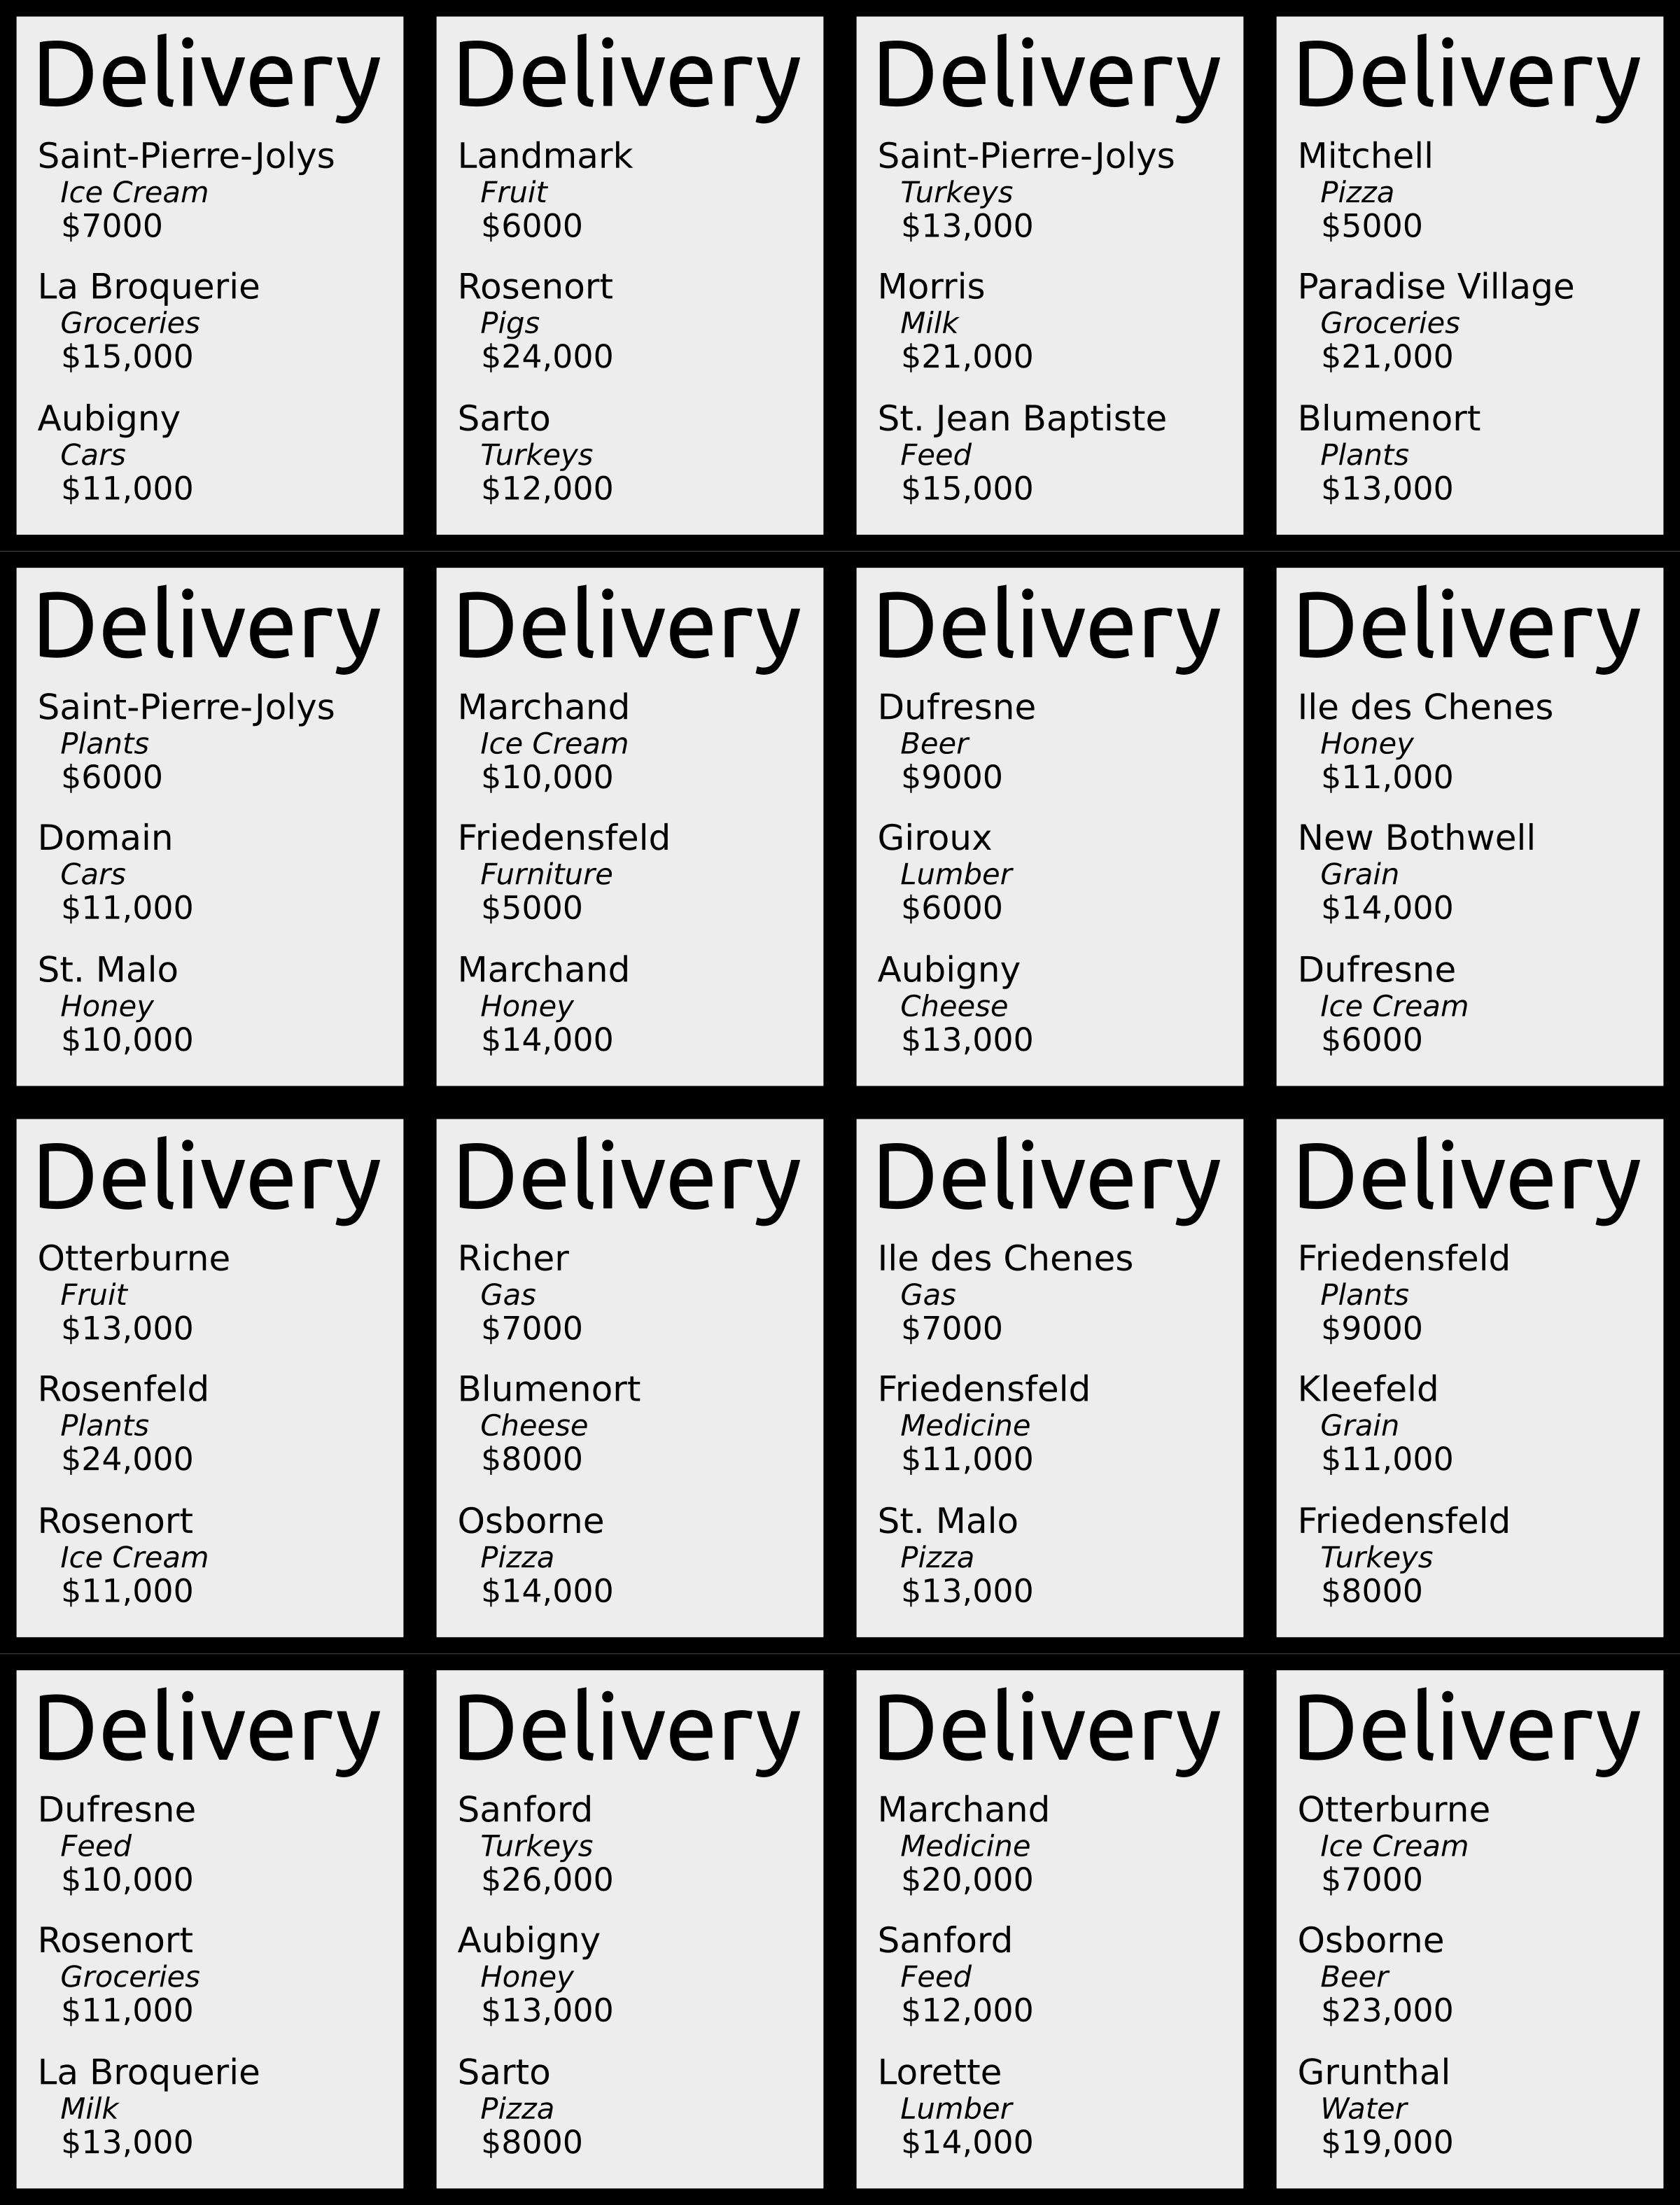 Delivery
Saint-Pierre-Jolys
Ice Cream
$7000
La Broquerie
Groceries
$15,000
Aubigny
Cars
$11,000
Delivery
Landmark
Fruit
$6000
Rosenort
Pigs
$24,000
Sarto
Turkeys
$12,000
Delivery
Saint-Pierre-Jolys
Turkeys
$13,000
Morris
Milk
$21,000
St. Jean Baptiste
Feed
$15,000
Delivery
Mitchell
Pizza
$5000
Paradise Village
Groceries
$21,000
Blumenort
Plants
$13,000
Delivery
Saint-Pierre-Jolys
Plants
$6000
Domain
Cars
$11,000
St. Malo
Honey
$10,000
Delivery
Marchand
Ice Cream
$10,000
Friedensfeld
Furniture
$5000
Marchand
Honey
$14,000
Delivery
Dufresne
Beer
$9000
Giroux
Lumber
$6000
Aubigny
Cheese
$13,000
Delivery
Ile des Chenes
Honey
$11,000
New Bothwell
Grain
$14,000
Dufresne
Ice Cream
$6000
Delivery
Otterburne
Fruit
$13,000
Rosenfeld
Plants
$24,000
Rosenort
Ice Cream
$11,000
Delivery
Richer
Gas
$7000
Blumenort
Cheese
$8000
Osborne
Pizza
$14,000
Delivery
Ile des Chenes
Gas
$7000
Friedensfeld
Medicine
$11,000
St. Malo
Pizza
$13,000
Delivery
Friedensfeld
Plants
$9000
Kleefeld
Grain
$11,000
Friedensfeld
Turkeys
$8000
Delivery
Dufresne
Feed
$10,000
Rosenort
Groceries
$11,000
La Broquerie
Milk
$13,000
Delivery
Sanford
Turkeys
$26,000
Aubigny
Honey
$13,000
Sarto
Pizza
$8000
Delivery
Marchand
Medicine
$20,000
Sanford
Feed
$12,000
Lorette
Lumber
$14,000
Delivery
Otterburne
Ice Cream
$7000
Osborne
Beer
$23,000
Grunthal
Water
$19,000